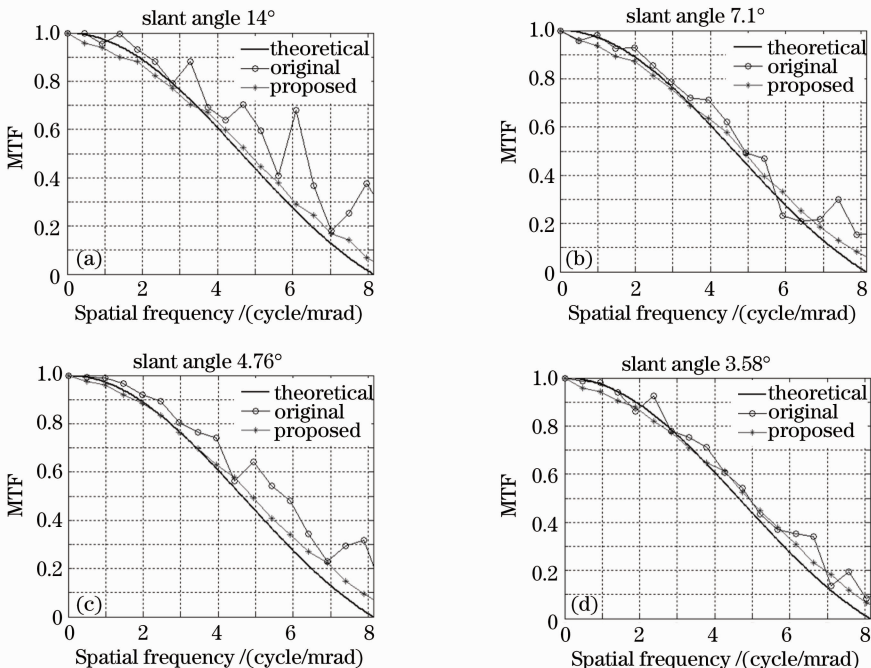 slant angle 14°
1.0
0.8
0.6
0.4
0.2
0
MTF
theoretical
original
proposed
(a)
0 2 4 6 8
Spatial frequency /(cycle/mrad)
slant angle 7.1°
1.0
0.8
0.6
0.4
0.2
0
MTF
theoretical
original
proposed
(b)
0 2 4 6 8
Spatial frequency /(cycle/mrad)
slant angle 4.76°
1.0
0.8
0.6
0.4
0.2
0
MTF
theoretical
original
proposed
(c)
0 2 4 6 8
Spatial frequency /(cycle/mrad)
slant angle 3.58°
1.0
0.8
0.6
0.4
0.2
0
MTF
theoretical
original
proposed
(d)
0 2 4 6 8
Spatial frequency /(cycle/mrad)